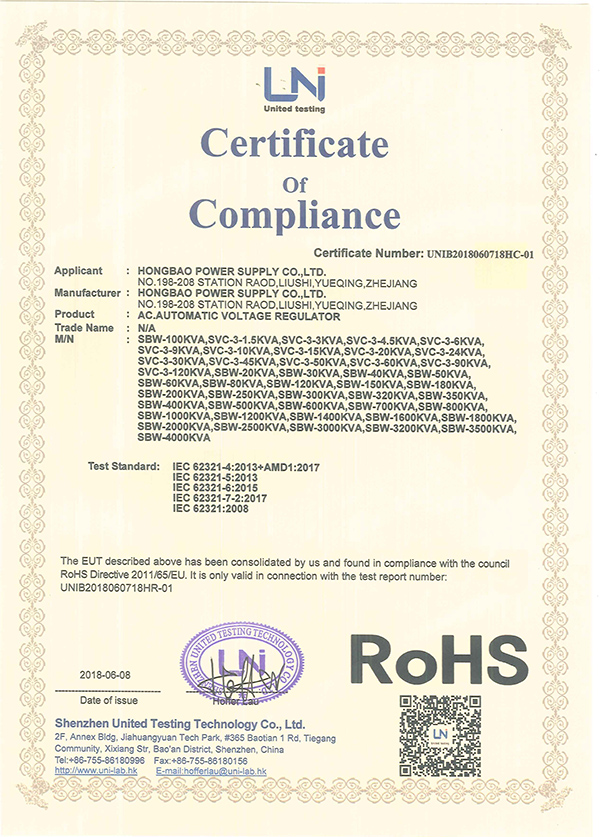 UNi
United testing
Certificate
Of
Compliance
Certificate Number: UNIB2018060718HC-01
Applicant : HONGBAO POWER SUPPLY CO.,LTD.
NO.198-208 STATION RAOD,LIUSHI,YUEQING,ZHEJIANG
Manufacturer : HONGBAO POWER SUPPLY CO.,LTD.
NO.198-208 STATION RAOD,LIUSHI,YUEQING,ZHEJIANG
Product : AC.AUTOMATIC VOLTAGE REGULATOR
Trade Name : N/A
M/N : SBW-100KVA,SVC-3-1.5KVA,SVC-3-3KVA,SVC-3-4.5KVA,SVC-3-6KVA,
SVC-3-9KVA,SVC-3-10KVA,SVC-3-15KVA,SVC-3-20KVA,SVC-3-24KVA,
SVC-3-30KVA,SVC-3-45KVA,SVC-3-50KVA,SVC-3-60KVA,SVC-3-90KVA,
SVC-3-120KVA,SBW-20KVA,SBW-30KVA,SBW-40KVA,SBW-50KVA,
SBW-60KVA,SBW-80KVA,SBW-120KVA,SBW-150KVA,SBW-180KVA,
SBW-200KVA,SBW-250KVA,SBW-300KVA,SBW-320KVA,SBW-350KVA,
SBW-400KVA,SBW-500KVA,SBW-600KVA,SBW-700KVA,SBW-800KVA,
SBW-1000KVA,SBW-1200KVA,SBW-1400KVA,SBW-1600KVA,SBW-1800KVA,
SBW-2000KVA,SBW-2500KVA,SBW-3000KVA,SBW-3200KVA,SBW-3500KVA,
SBW-4000KVA
Test Standard: IEC 62321-4:2013+AMD1:2017
IEC 62321-5:2013
IEC 62321-6:2015
IEC 62321-7-2:2017
IEC 62321:2008
The EUT described above has been consolidated by us and found in compliance with the council
RoHS Directive 2011/65/EU. It is only valid in connection with the test report number:
UNIB2018060718HR-01
SHENZHEN UNITED TESTING TECHNOLOGY CO., LTD.
UNi
2018-06-08
Date of issue
Hofer Lau
RoHS
UNi
Shenzhen United Testing Technology Co., Ltd.
2F, Annex Bldg, Jiahuangyuan Tech Park, #365 Baotian 1 Rd, Tiegang
Community, Xixiang Str, Bao'an District, Shenzhen, China
Tel:+86-755-86180996 Fax:+86-755-86180156
http://www.uni-lab.hk E-mail:hofferlau@uni-lab.hk